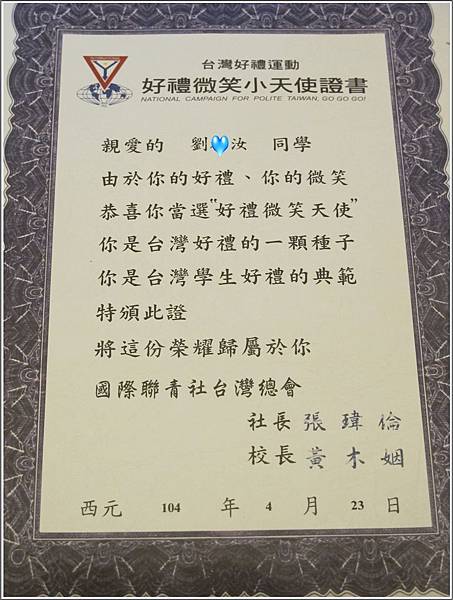 台灣好禮運動
好禮微笑小天使證書
NATIONAL CAMPAIGN FOR POLITE TAIWAN, GO GO GO!
親愛的 劉 汝 同學
由於你的好禮、你的微笑
恭喜你當選"好禮微笑天使"
你是台灣好禮的一顆種子
你是台灣學生好禮的典範
特頒此證
將這份榮耀歸屬於你
國際聯青社台灣總會
社長 張瑋倫
校長 黃木姻
西元 104 年 4 月 23 日